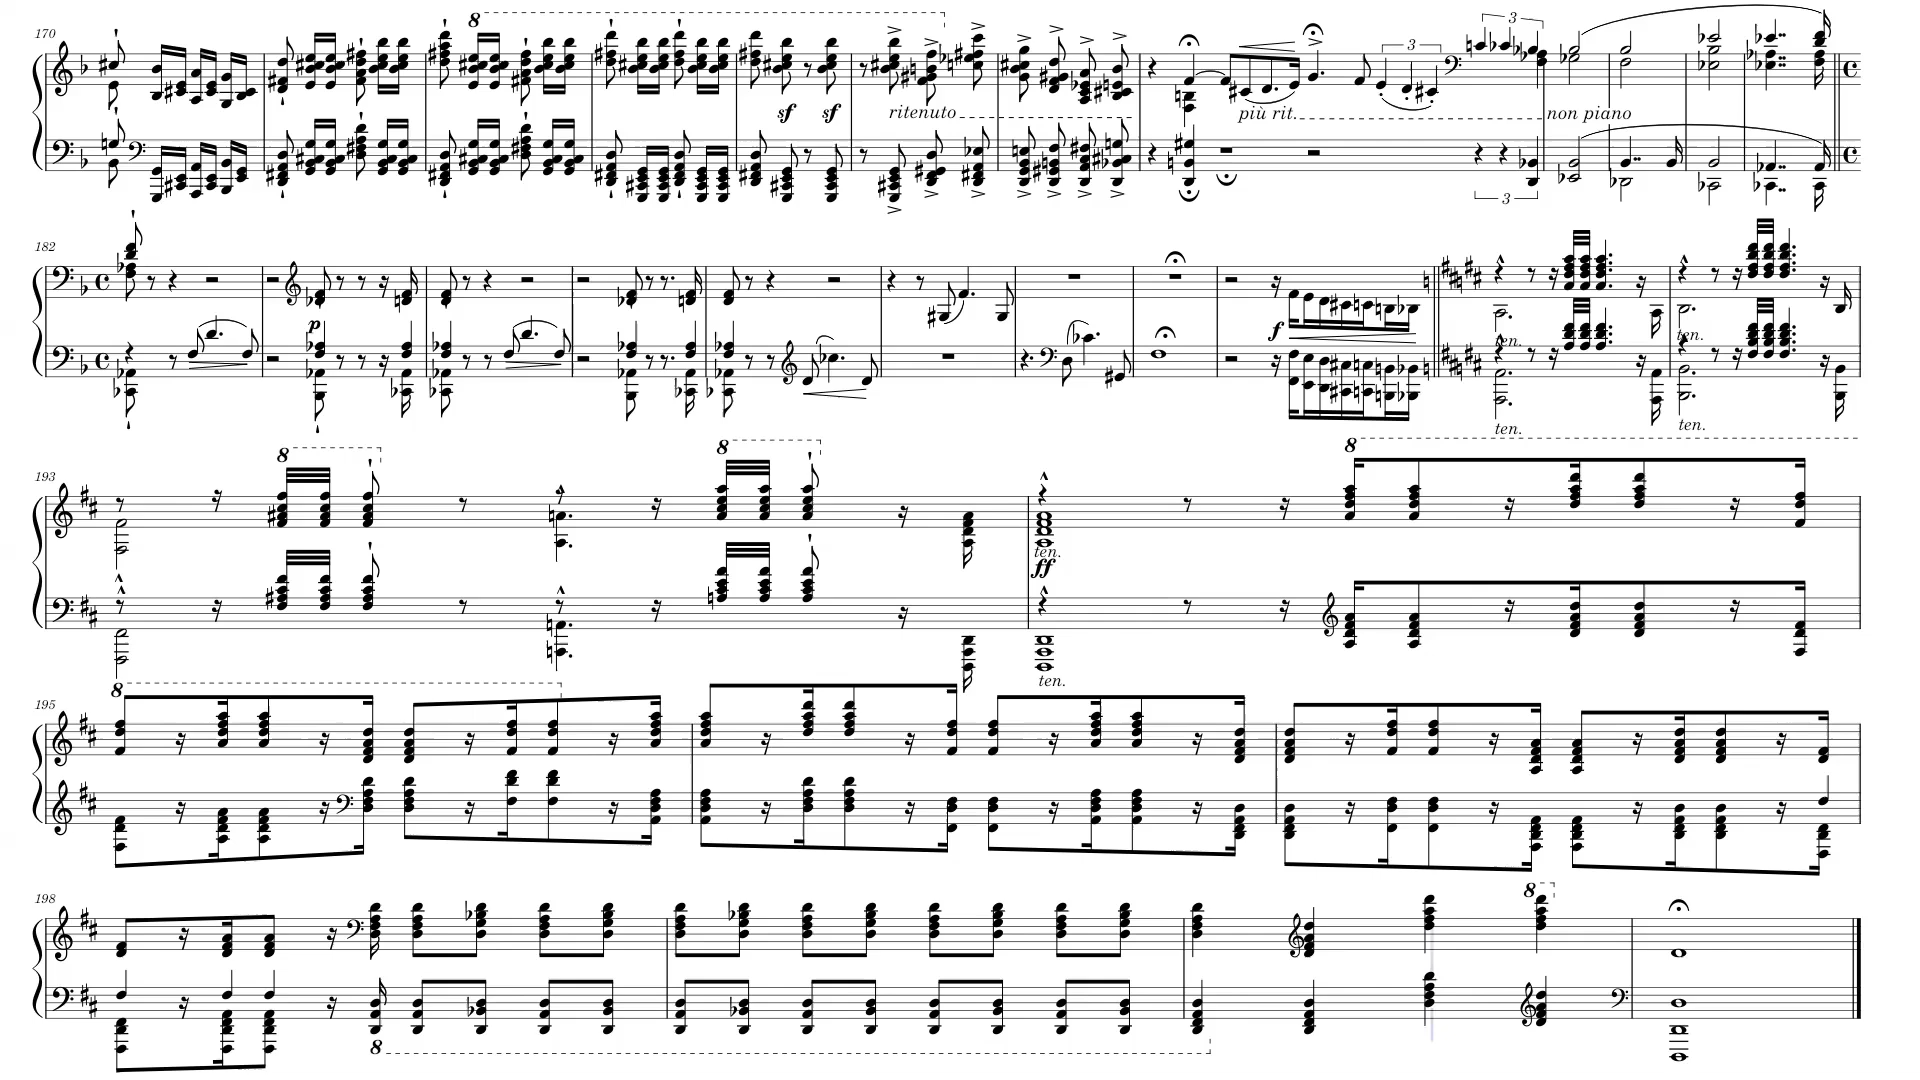 170
8
3
3
sf
sf
ritenuto
più rit.
non piano
3
182
p
f
ten.
ten.
ten.
ten.
193
8
8
8
ten.
ff
ten.
195
8
198
8
8